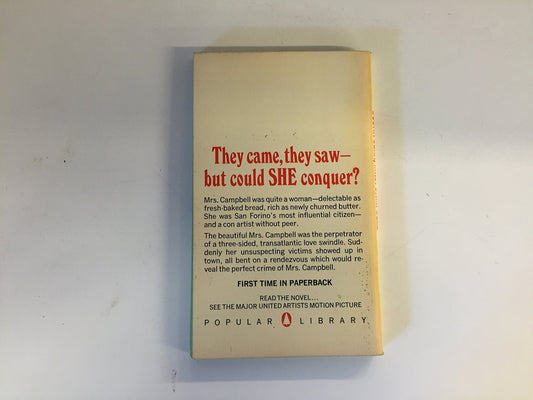 They came, they saw—
but could SHE conquer?
Mrs. Campbell was quite a woman—delectable as
fresh-baked bread, rich as newly churned butter.
She was San Forino's most influential citizen—
and a con artist without peer.
The beautiful Mrs. Campbell was the perpetrator
of a three-sided, transatlantic love swindle. Sud-
denly her unsuspecting victims showed up in
town, all bent on a rendezvous which would re-
veal the perfect crime of Mrs. Campbell.
FIRST TIME IN PAPERBACK
READ THE NOVEL...
SEE THE MAJOR UNITED ARTISTS MOTION PICTURE
POPULAR LIBRARY